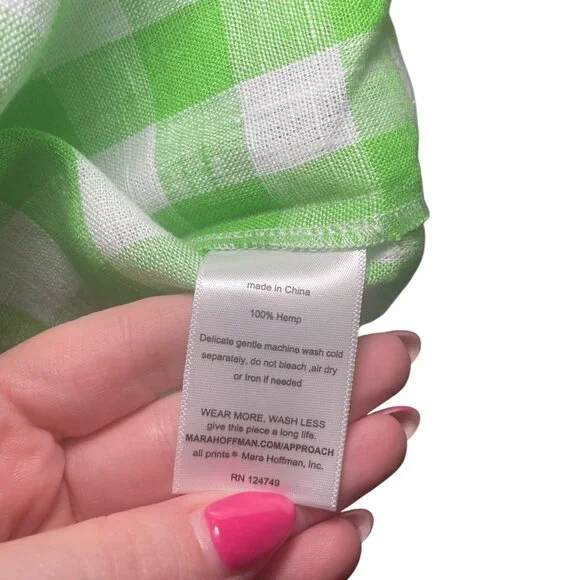 made in China
100% Hemp
Delicate gentle machine wash cold
separately, do not bleach ,air dry
or Iron if needed
WEAR MORE, WASH LESS
give this piece a long life.
MARAHOFFMAN.COM/APPROACH
all prints ® Mara Hoffman, Inc.
RN 124749